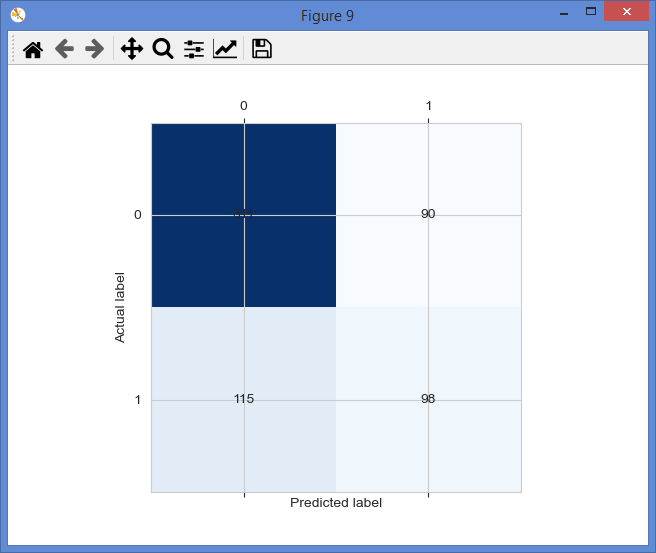 Figure 9
0 1
0 90
Actual label
1 115 98
Predicted label